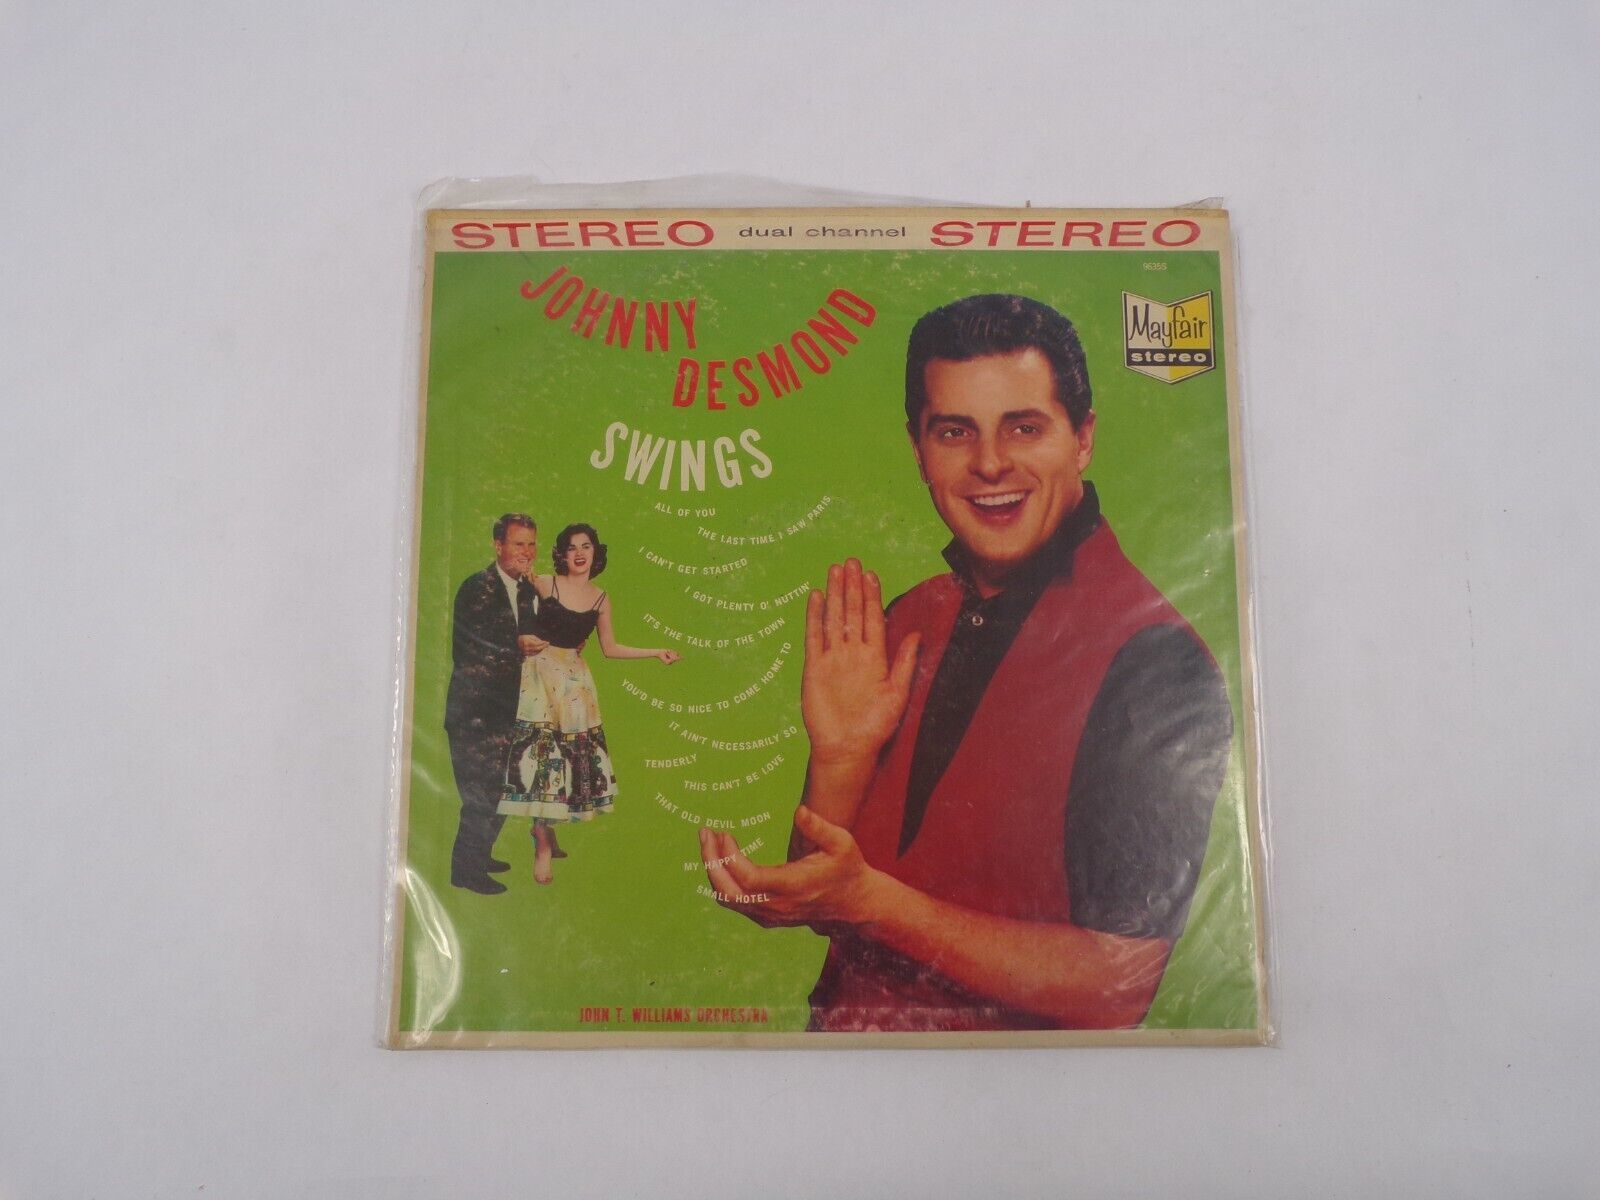 STEREO dual channel STEREO
9635S
Mayfair
stereo
JOHNNY
DESMOND
SWINGS
ALL OF YOU
THE LAST TIME I SAW PARIS
I CAN'T GET STARTED
I GOT PLENTY O' NUTTIN'
IT'S THE TALK OF THE TOWN
YOU'D BE SO NICE TO COME HOME TO
IT AIN'T NECESSARILY SO
TENDERLY
THIS CAN'T BE LOVE
THAT OLD DEVIL MOON
MY HAPPY TIME
SMALL HOTEL
JOHN T. WILLIAMS ORCHESTRA